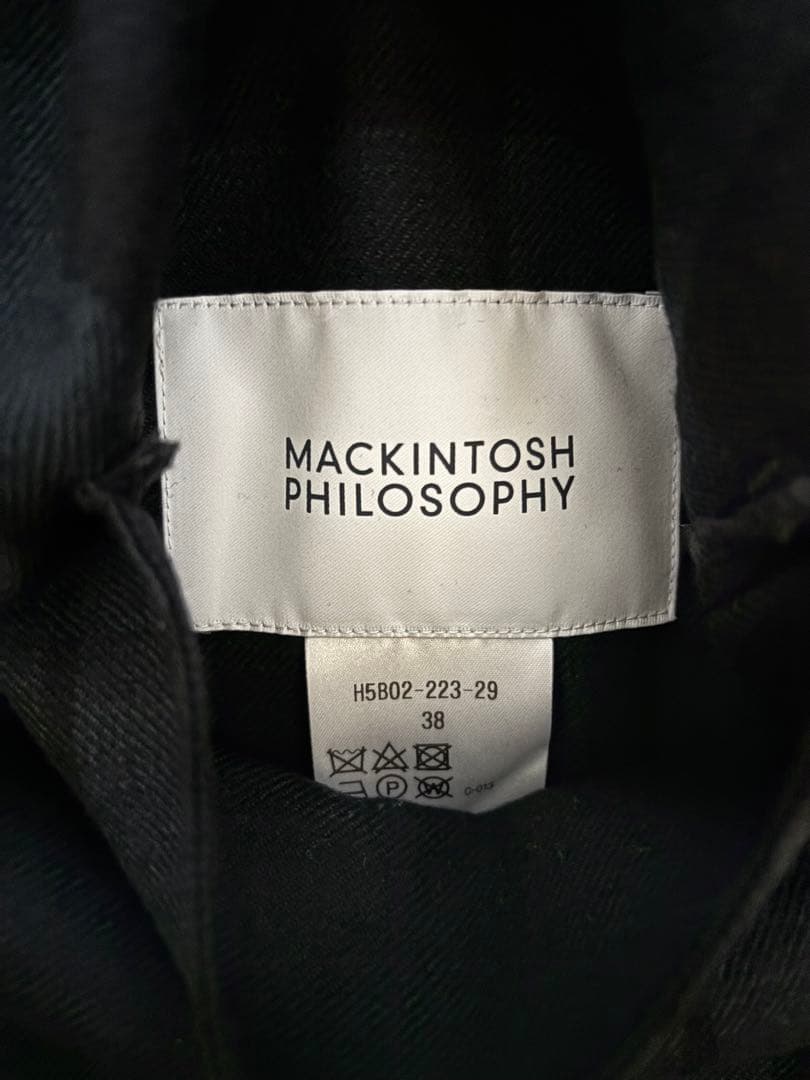 MACKINTOSH
PHILOSOPHY
H5B02-223-29
38
P
W